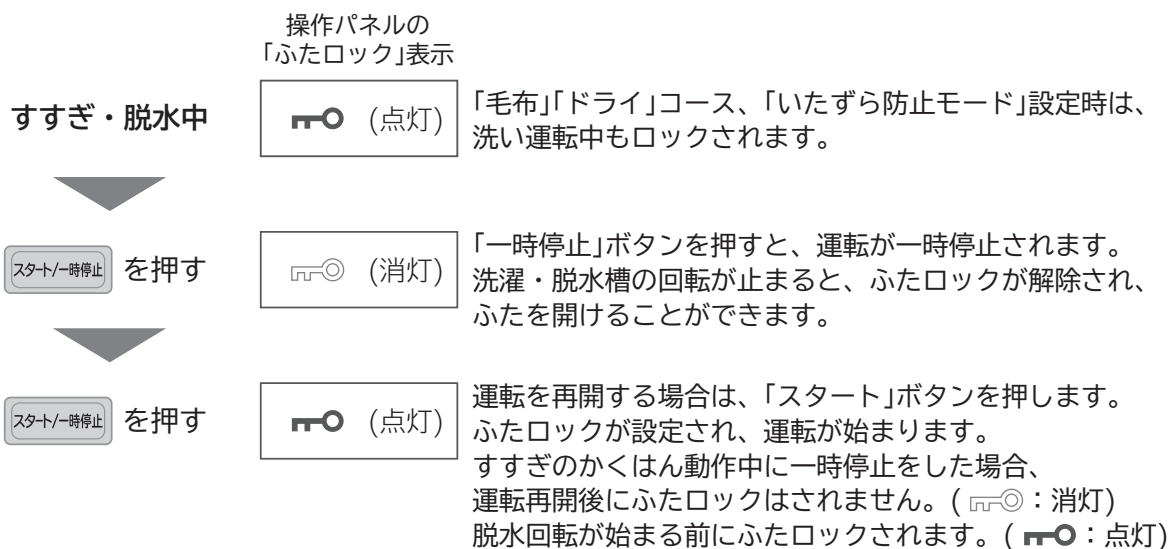 操作パネルの
「ふたロック」表示
すすぎ・脱水中
(点灯)
「毛布」「ドライ」コース、「いたずら防止モード」設定時は、
洗い運転中もロックされます。
スタート/一時停止 を押す
(消灯)
「一時停止」ボタンを押すと、運転が一時停止されます。
洗濯・脱水槽の回転が止まると、ふたロックが解除され、
ふたを開けることができます。
スタート/一時停止 を押す
(点灯)
運転を再開する場合は、「スタート」ボタンを押します。
ふたロックが設定され、運転が始まります。
すすぎのかくはん動作中に一時停止をした場合、
運転再開後にふたロックはされません。( :消灯)
脱水回転が始まる前にふたロックされます。( :点灯)